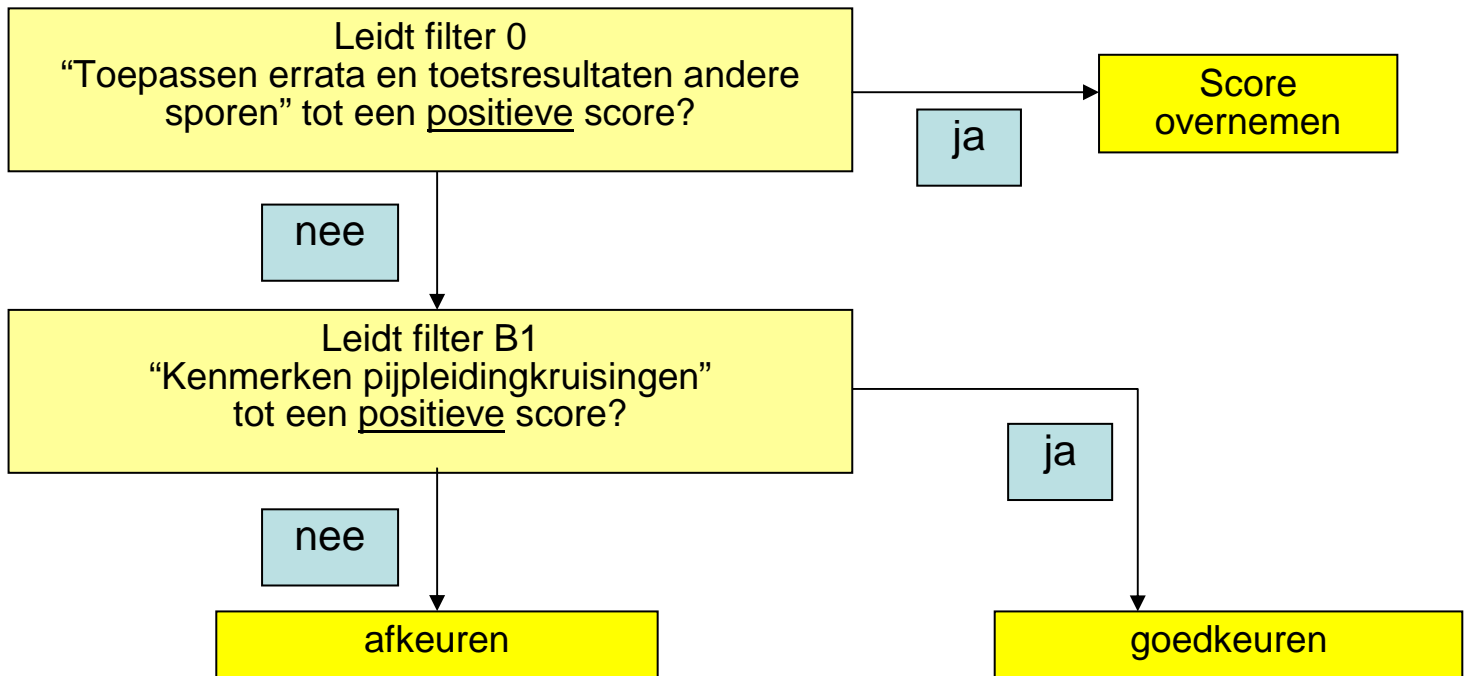 Leidt filter 0
“Toepassen errata en toetsresultaten andere
sporen” tot een positieve score?
Score
overnemen
ja
nee
Leidt filter B1
“Kenmerken pijpleidingkruisingen”
tot een positieve score?
ja
nee
afkeuren
goedkeuren